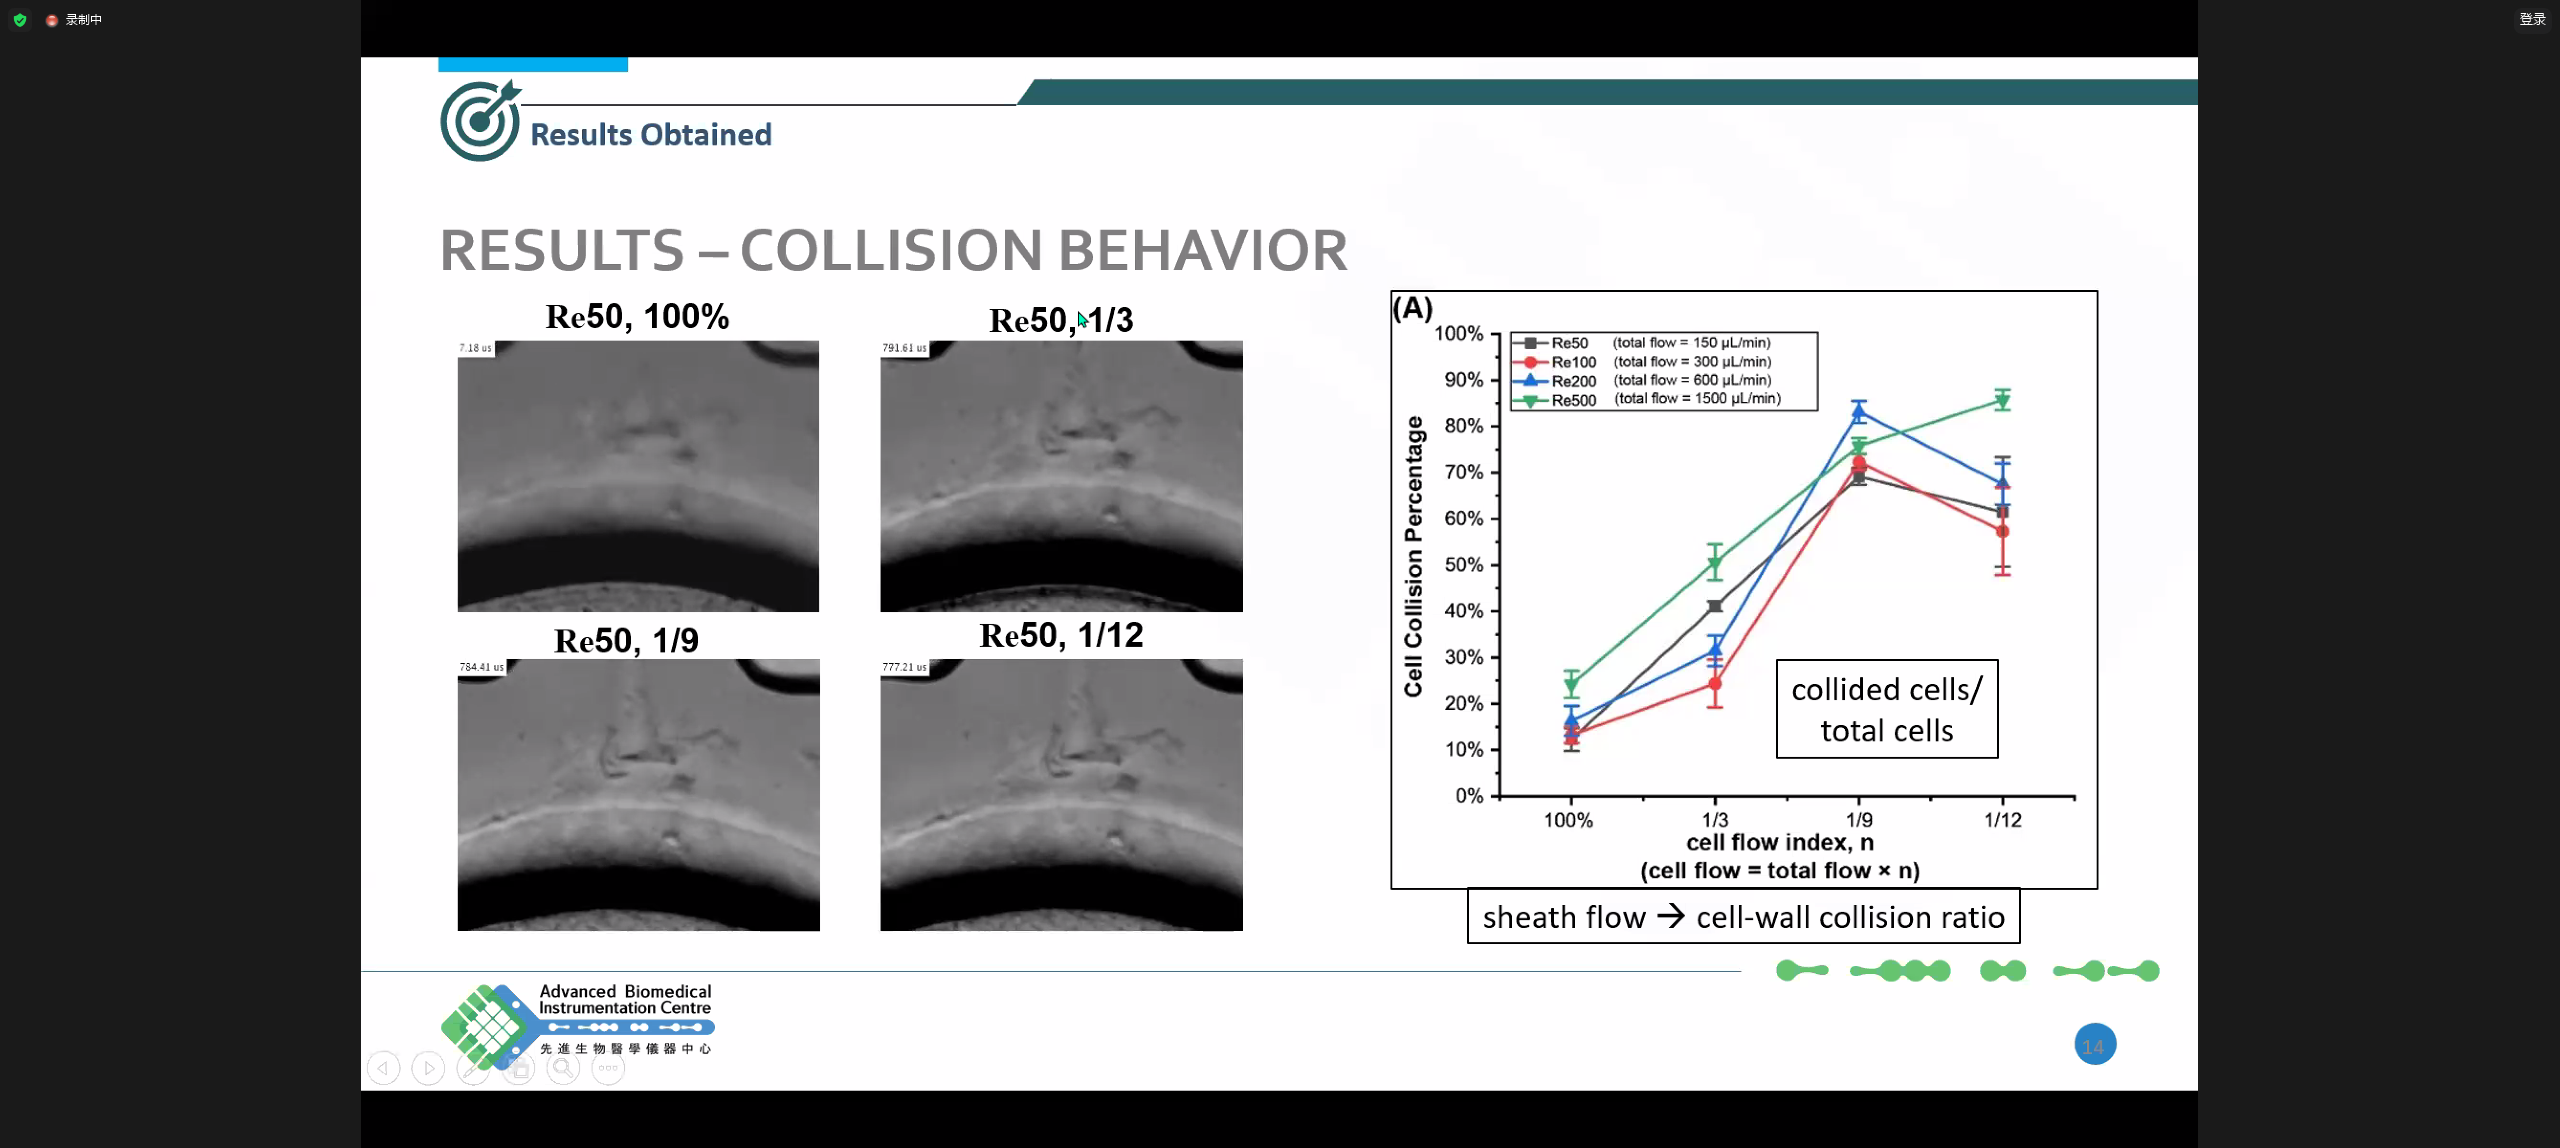 录制中
登录
Results Obtained
RESULTS – COLLISION BEHAVIOR
Re50, 100%
7.18 us
Re50, 1/3
791.61 us
Re50, 1/9
784.41 us
Re50, 1/12
777.21 us
(A)
Re50 (total flow = 150 µL/min)
Re100 (total flow = 300 µL/min)
Re200 (total flow = 600 µL/min)
Re500 (total flow = 1500 µL/min)
Cell Collision Percentage
100%
90%
80%
70%
60%
50%
40%
30%
20%
10%
0%
collided cells/
total cells
100% 1/3 1/9 1/12
cell flow index, n
(cell flow = total flow × n)
sheath flow → cell-wall collision ratio
Advanced Biomedical
Instrumentation Centre
先進生物醫學儀器中心
14